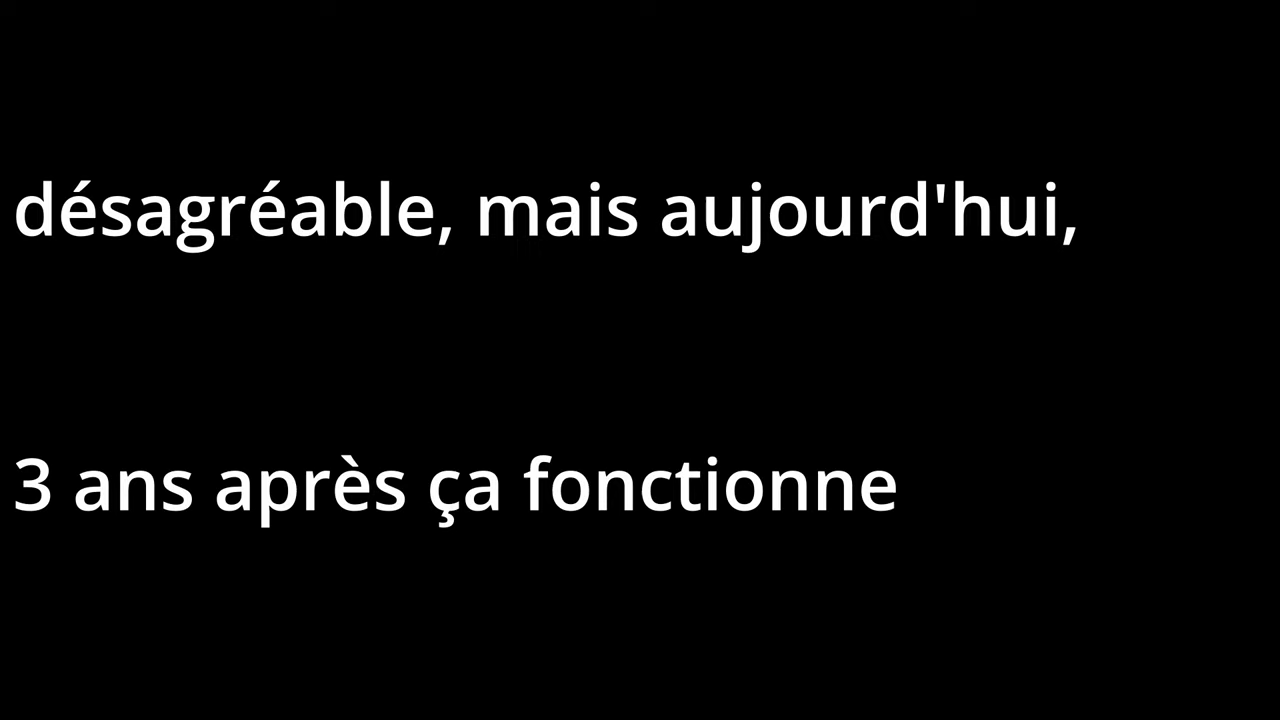 désagréable, mais aujourd'hui,
3 ans après ça fonctionne